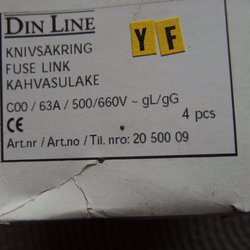 DIN LINE
YF
KNIVSÄKRING
FUSE LINK
KAHVASULAKE
C00 / 63A / 500/660V ~ gL/gG
4 pcs
CE
Art.nr / Art.no / Til. nro: 20 500 09